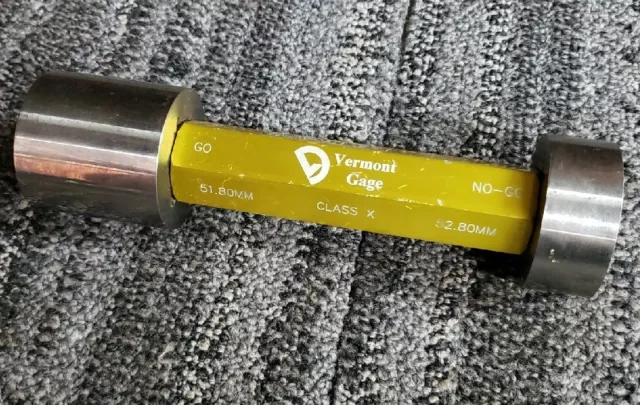 GO
Vermont
Gage
NO-GO
51.80MM
CLASS X
52.80MM